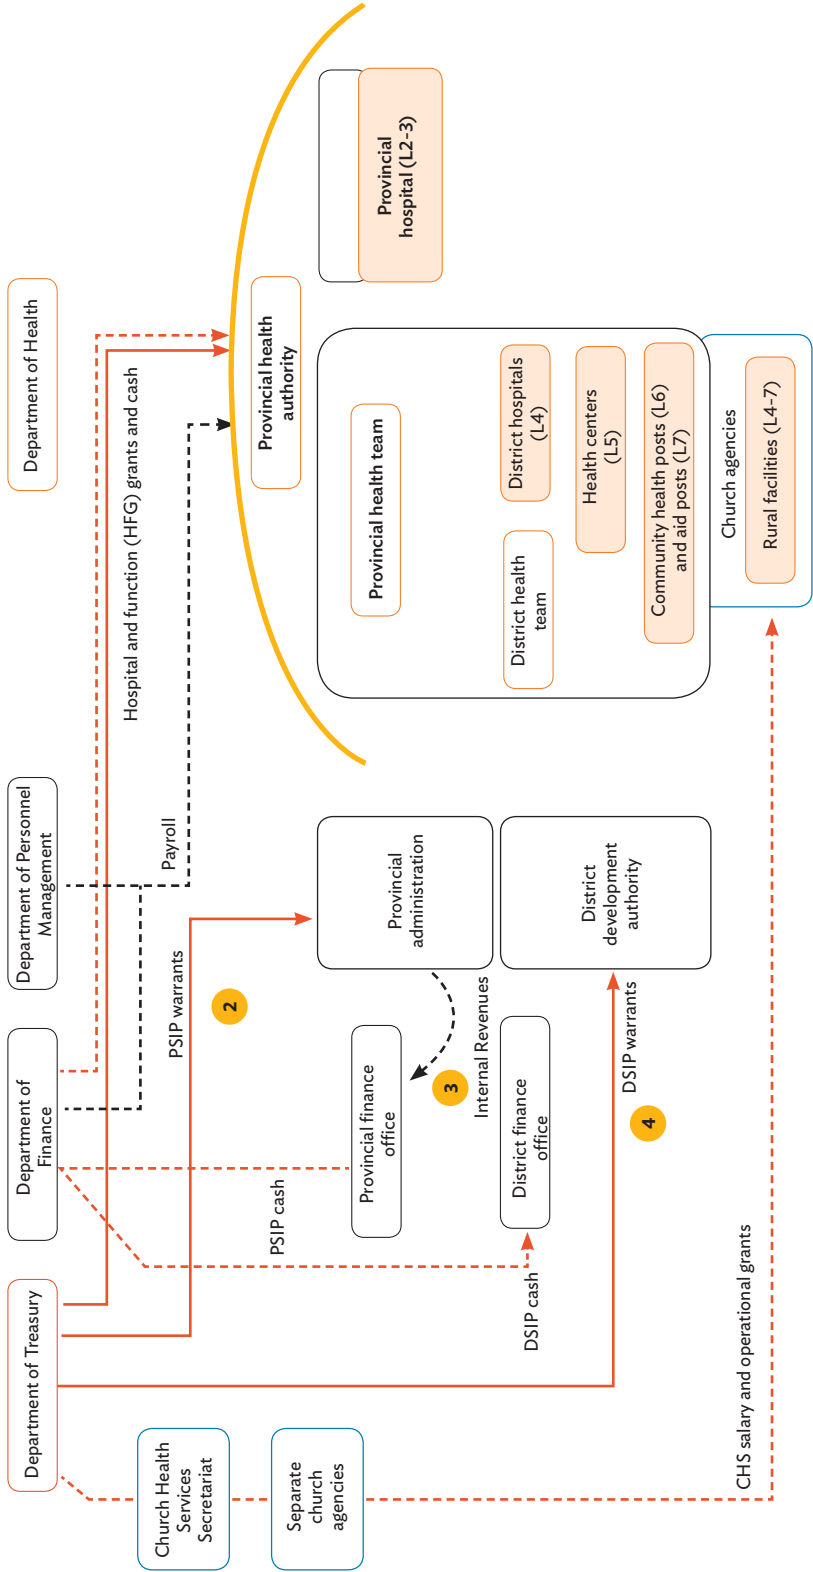 Department of Treasury
Department of
Finance
Department of Personnel
Management
Department of Health
Church Health
Services
Secretariat
Separate
church
agencies
Hospital and function (HFG) grants and cash
Payroll
PSIP warrants
2
PSIP cash
DSIP cash
Provincial health
authority
Provincial finance
office
3
Internal Revenues
Provincial
administration
District finance
office
District
development
authority
DSIP warrants
4
Provincial health team
Provincial
hospital (L2-3)
District health
team
District hospitals
(L4)
Health centers
(L5)
Community health posts (L6)
and aid posts (L7)
Church agencies
Rural facilities (L4-7)
CHS salary and operational grants